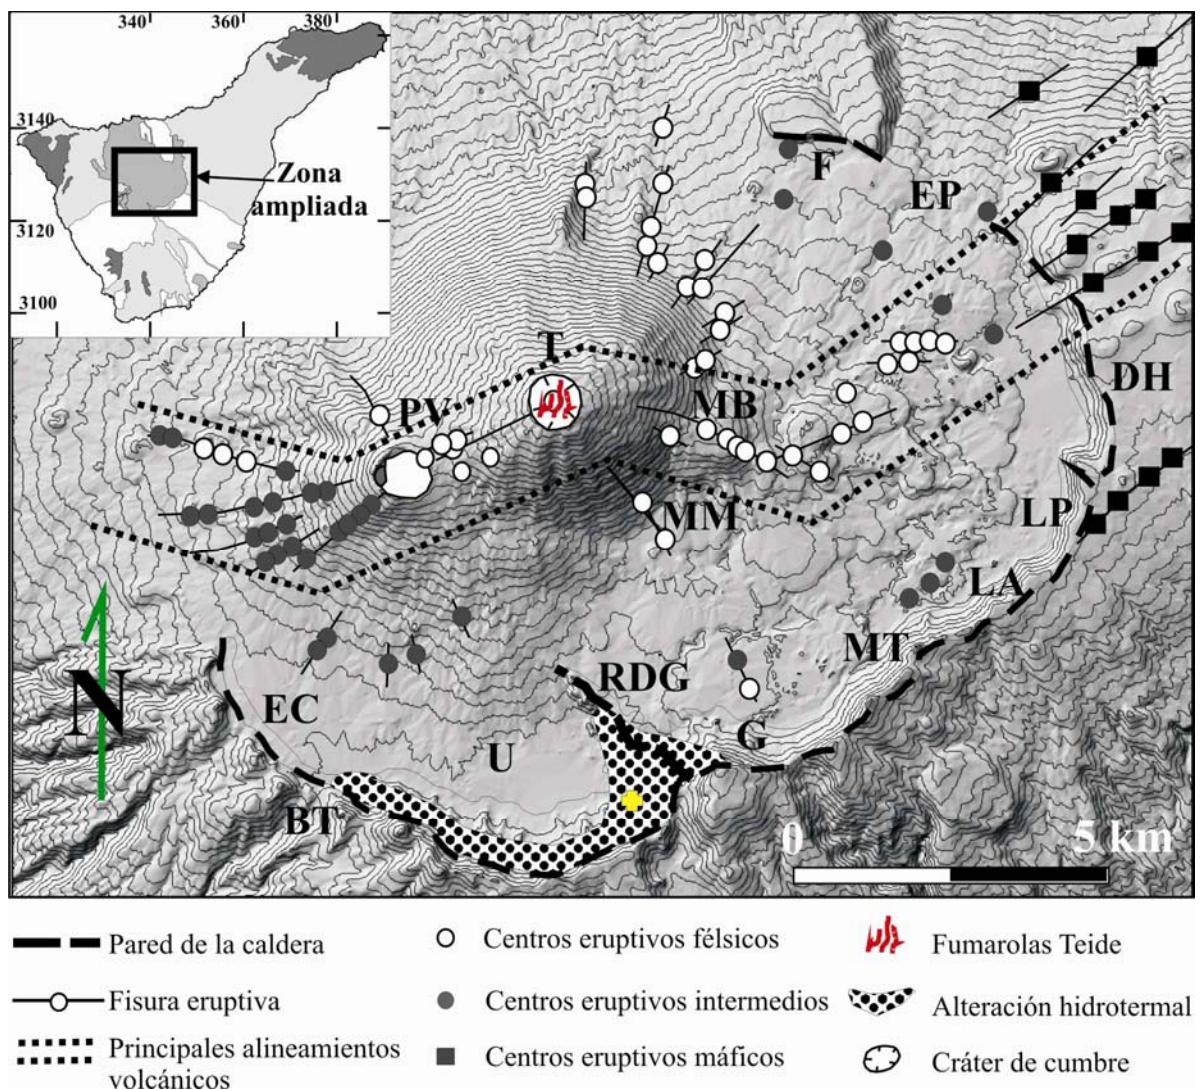 340 360 380
3140
3120
3100
Zona
ampliada
F
EP
T
PV
MB
DH
MM
LP
LA
MT
RDG
EC
G
U
BT
N
0 5 km
Pared de la caldera
Fisura eruptiva
Principales alineamientos
volcánicos
Centros eruptivos félsicos
Centros eruptivos intermedios
Centros eruptivos máficos
Fumarolas Teide
Alteración hidrotermal
Cráter de cumbre